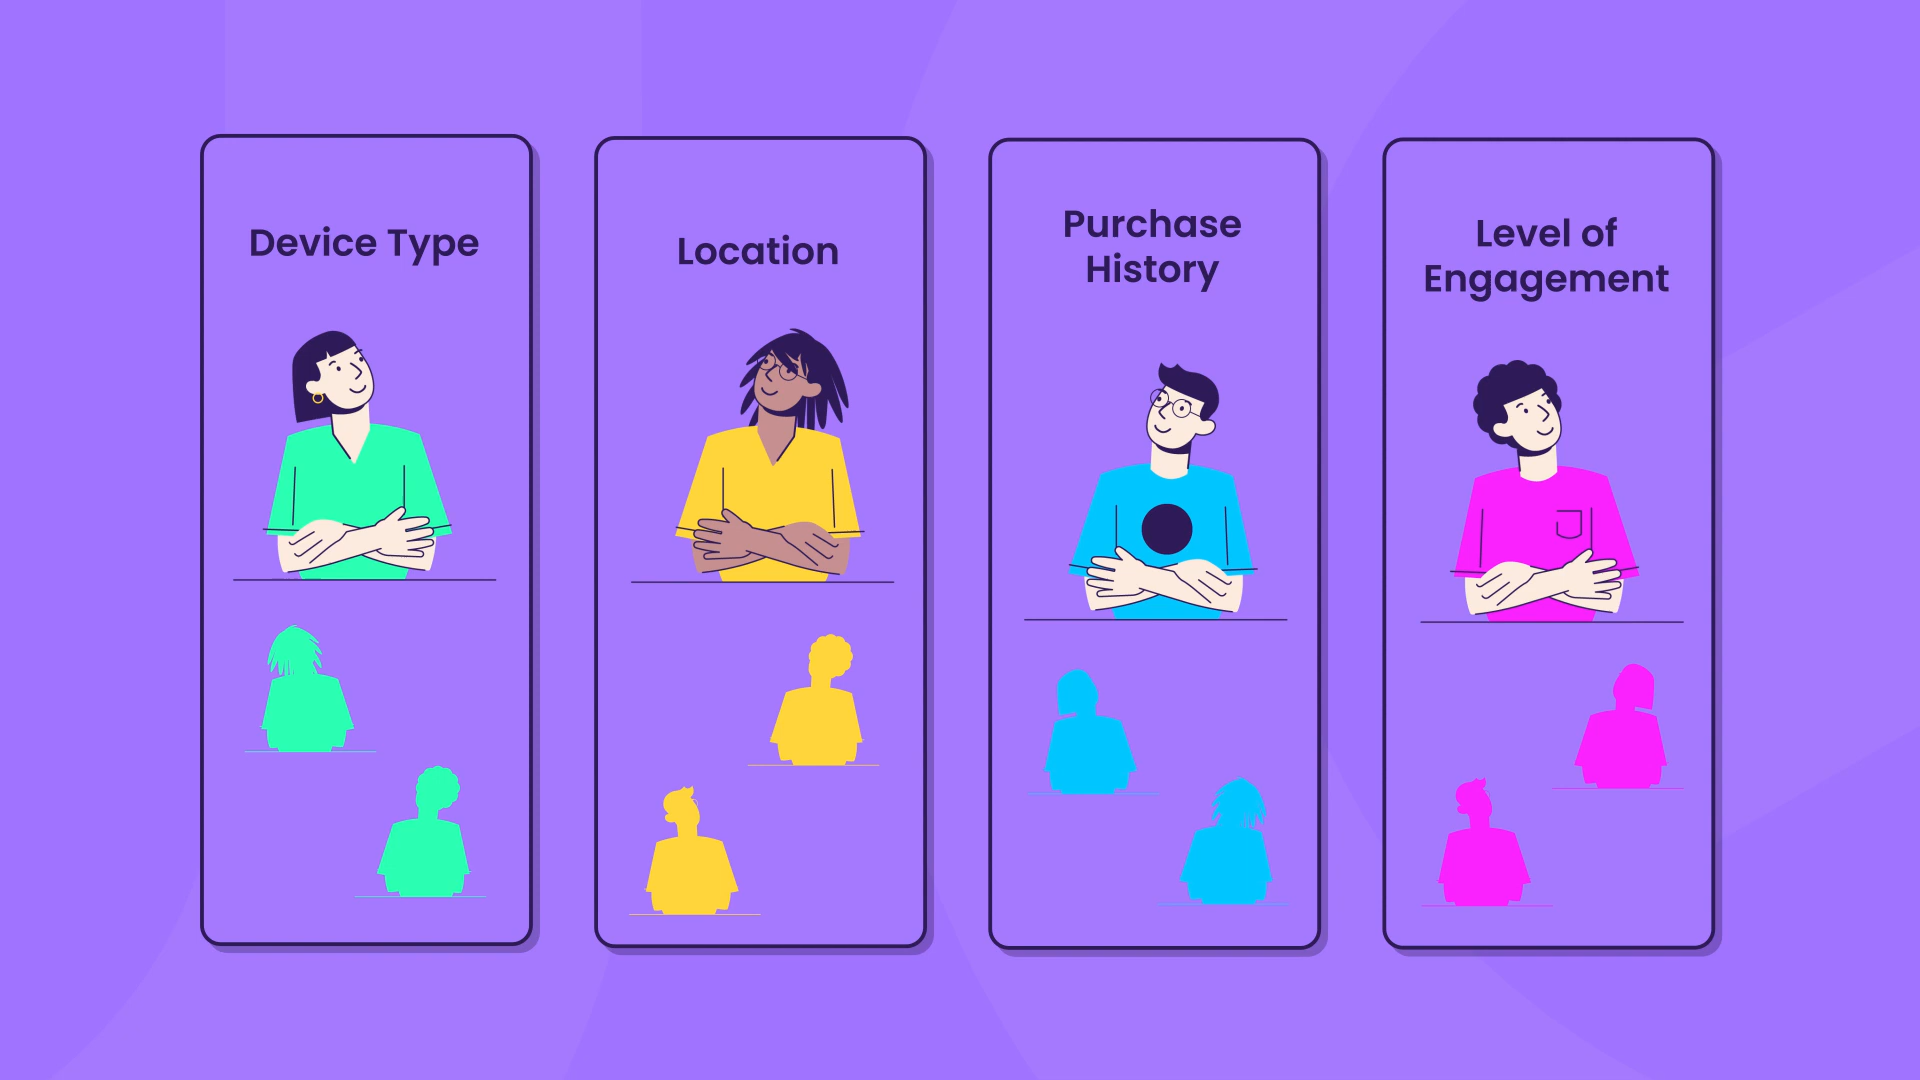 Device Type
Location
Purchase
History
Level of
Engagement